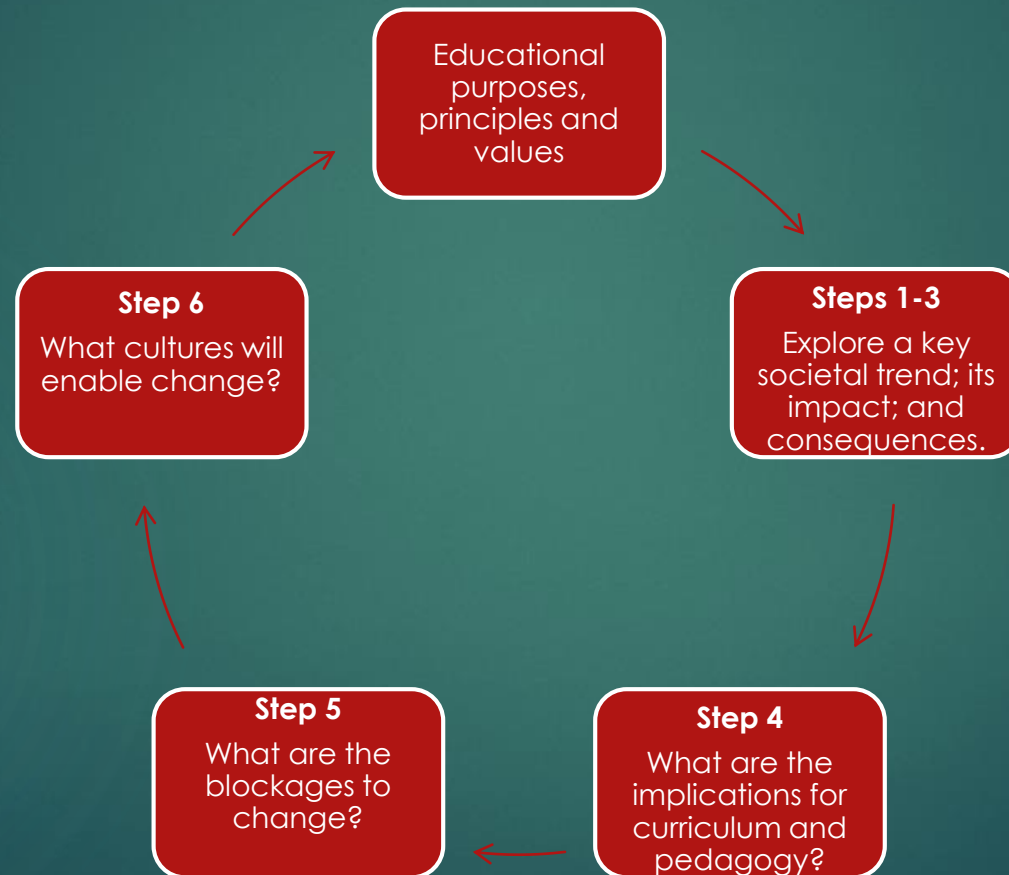 Educational
purposes,
principles and
values
Steps 1-3
Explore a key
societal trend; its
impact; and
consequences.
Step 4
What are the
implications for
curriculum and
pedagogy?
Step 5
What are the
blockages to
change?
Step 6
What cultures will
enable change?